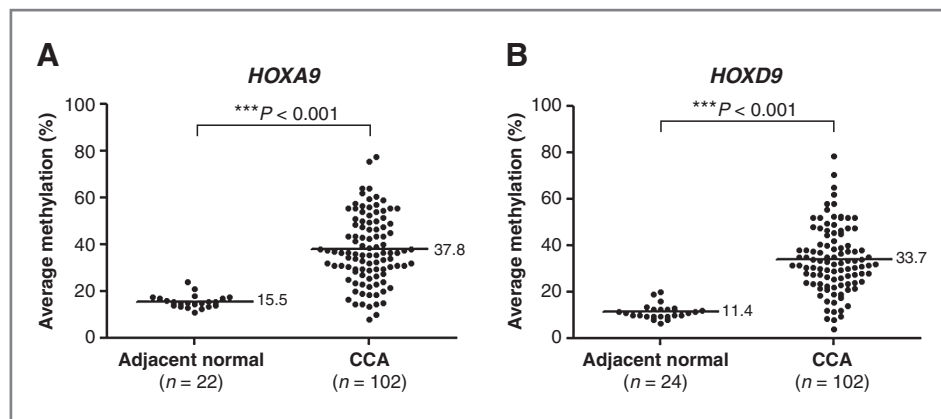 A
HOXA9
***P < 0.001
Average methylation (%)
100
80
60
40
20
0
15.5
37.8
Adjacent normal
(n = 22)
CCA
(n = 102)
B
HOXD9
***P < 0.001
Average methylation (%)
100
80
60
40
20
0
11.4
33.7
Adjacent normal
(n = 24)
CCA
(n = 102)